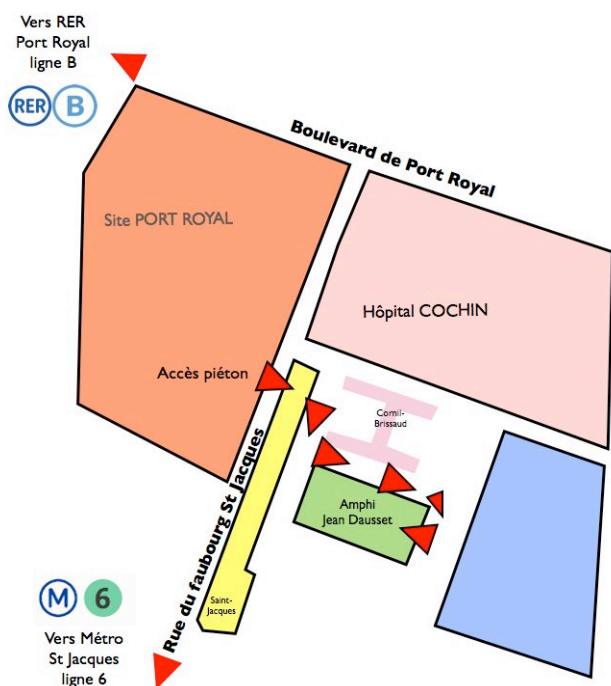 Vers RER
Port Royal
ligne B
RER B
Boulevard de Port Royal
Site PORT ROYAL
Hôpital COCHIN
Accès piéton
Cornil-
Brissaud
Rue du faubourg St Jacques
Amphi
Jean Dausset
Saint-
Jacques
M 6
Vers Métro
St Jacques
ligne 6